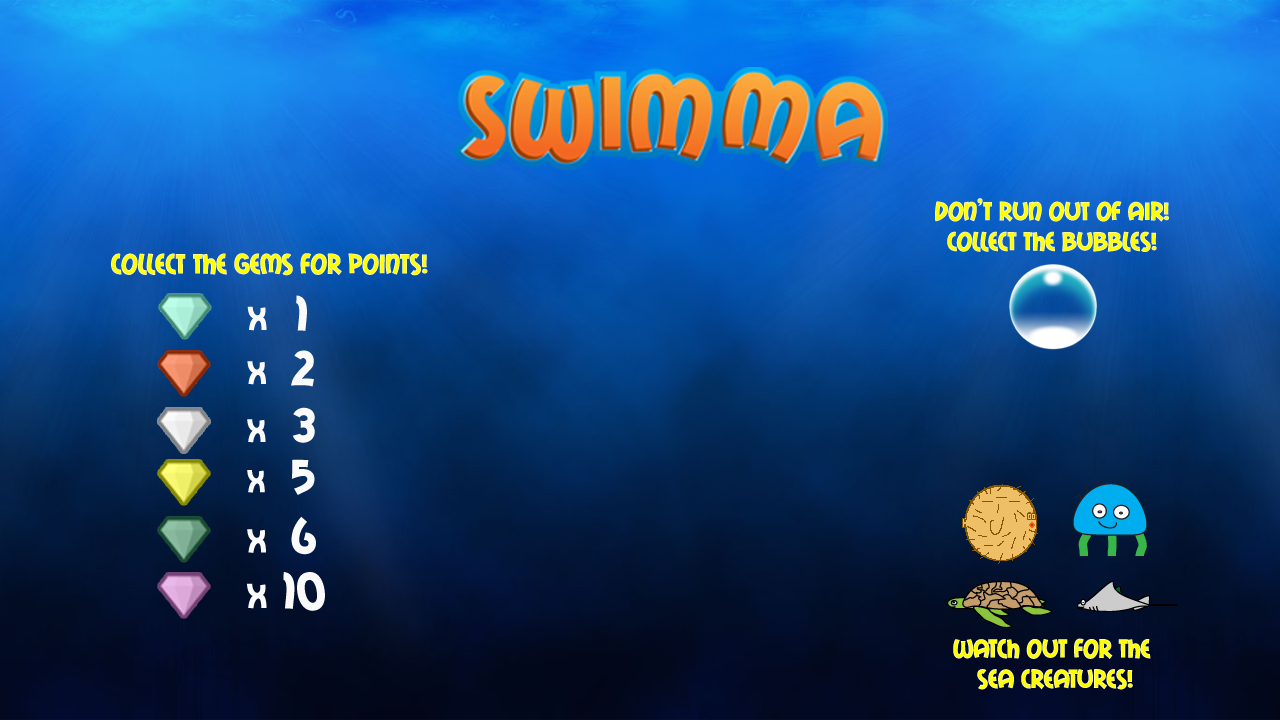 SWIMMA
DON'T RUN OUT OF AIR!
COLLECT THE BUBBLES!
COLLECT THE GEMS FOR POINTS!
x 1
x 2
x 3
x 5
x 6
x 10
WATCH OUT FOR THE
SEA CREATURES!